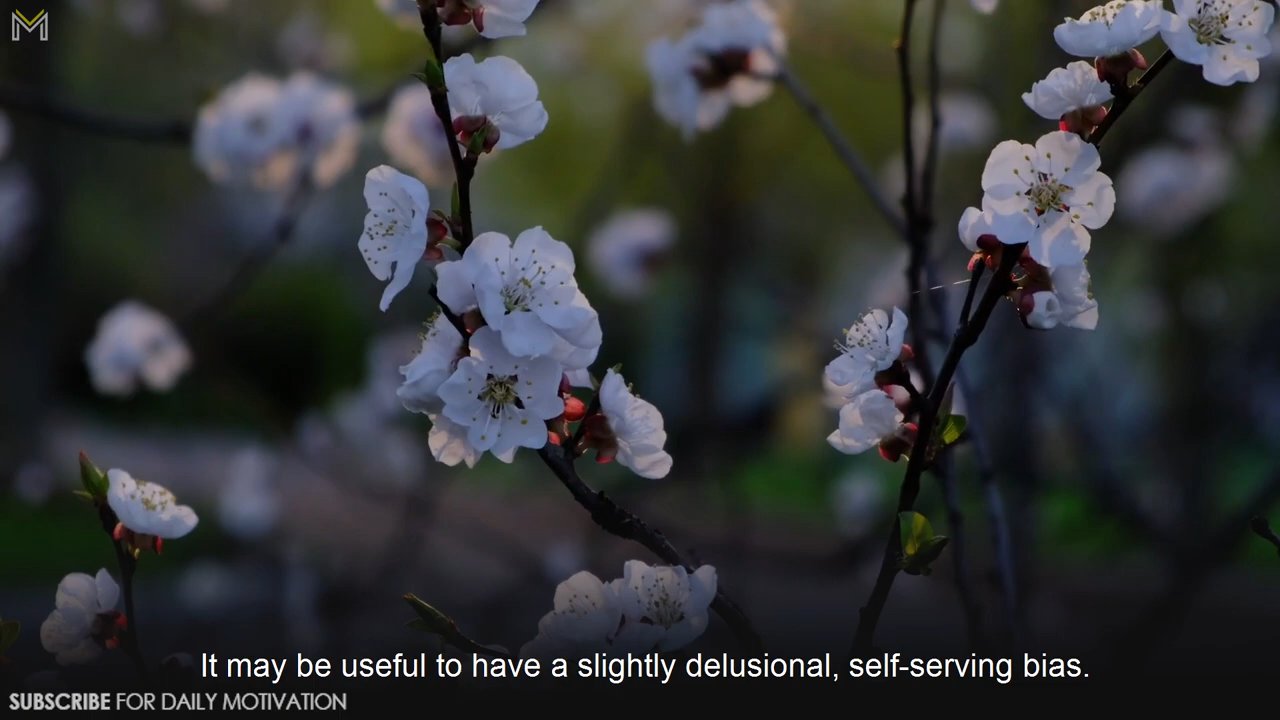 M
It may be useful to have a slightly delusional, self-serving bias.
SUBSCRIBE FOR DAILY MOTIVATION